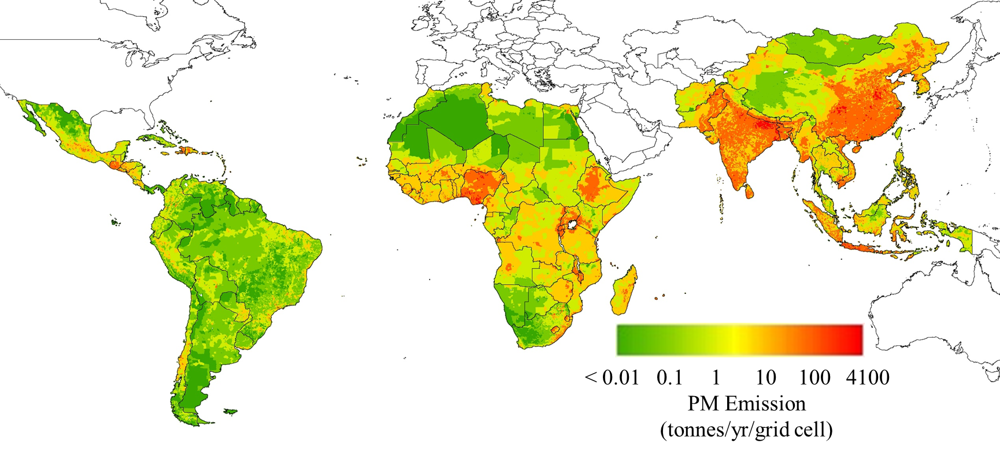 < 0.01 0.1 1 10 100 4100
PM Emission
(tonnes/yr/grid cell)